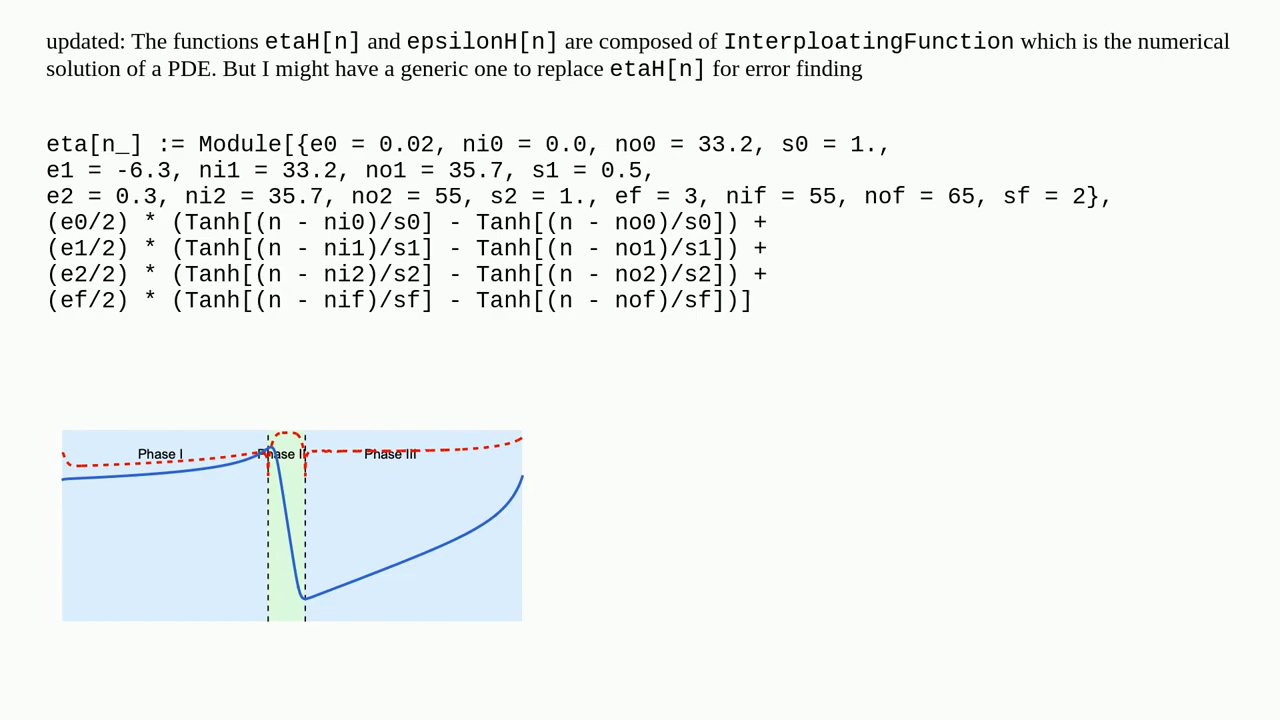 updated: The functions etaH[n] and epsilonH[n] are composed of InterploatingFunction which is the numerical
solution of a PDE. But I might have a generic one to replace etaH[n] for error finding
eta[n_] := Module[{e0 = 0.02, ni0 = 0.0, no0 = 33.2, s0 = 1.,
e1 = -6.3, ni1 = 33.2, no1 = 35.7, s1 = 0.5,
e2 = 0.3, ni2 = 35.7, no2 = 55, s2 = 1., ef = 3, nif = 55, nof = 65, sf = 2},
(e0/2) * (Tanh[(n - ni0)/s0] - Tanh[(n - no0)/s0]) +
(e1/2) * (Tanh[(n - ni1)/s1] - Tanh[(n - no1)/s1]) +
(e2/2) * (Tanh[(n - ni2)/s2] - Tanh[(n - no2)/s2]) +
(ef/2) * (Tanh[(n - nif)/sf] - Tanh[(n - nof)/sf])]
Phase I Phase II Phase III